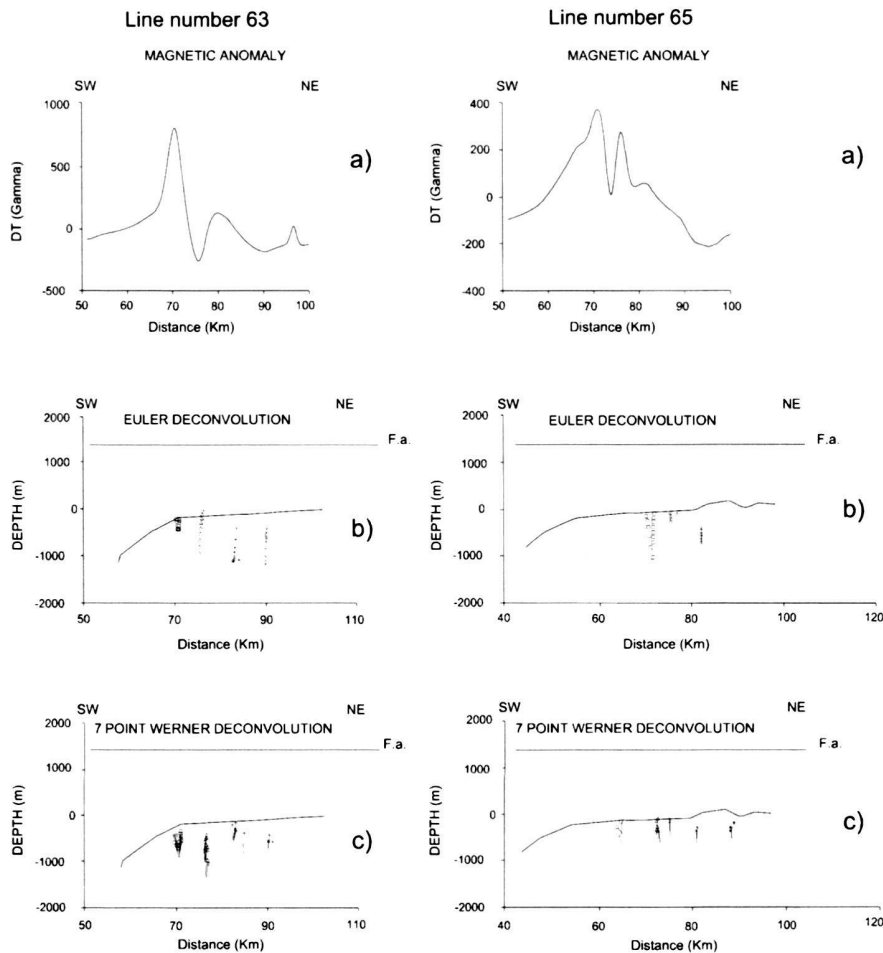 Line number 63
MAGNETIC ANOMALY
SW NE
1000
500
0
-500
DT (Gamma)
50 60 70 80 90 100
Distance (Km)
a)
Line number 65
MAGNETIC ANOMALY
SW NE
400
200
0
-200
-400
DT (Gamma)
50 60 70 80 90 100
Distance (Km)
a)
SW NE
EULER DECONVOLUTION
F.a.
2000
1000
0
-1000
-2000
DEPTH (m)
50 70 90 110
Distance (Km)
b)
SW NE
EULER DECONVOLUTION
F.a.
2000
1000
0
-1000
-2000
DEPTH (m)
40 60 80 100 120
Distance (Km)
b)
SW NE
7 POINT WERNER DECONVOLUTION
F.a.
2000
1000
0
-1000
-2000
DEPTH (m)
50 70 90 110
Distance (Km)
c)
SW NE
7 POINT WERNER DECONVOLUTION
F.a.
2000
1000
0
-1000
-2000
DEPTH (m)
40 60 80 100 120
Distance (Km)
c)